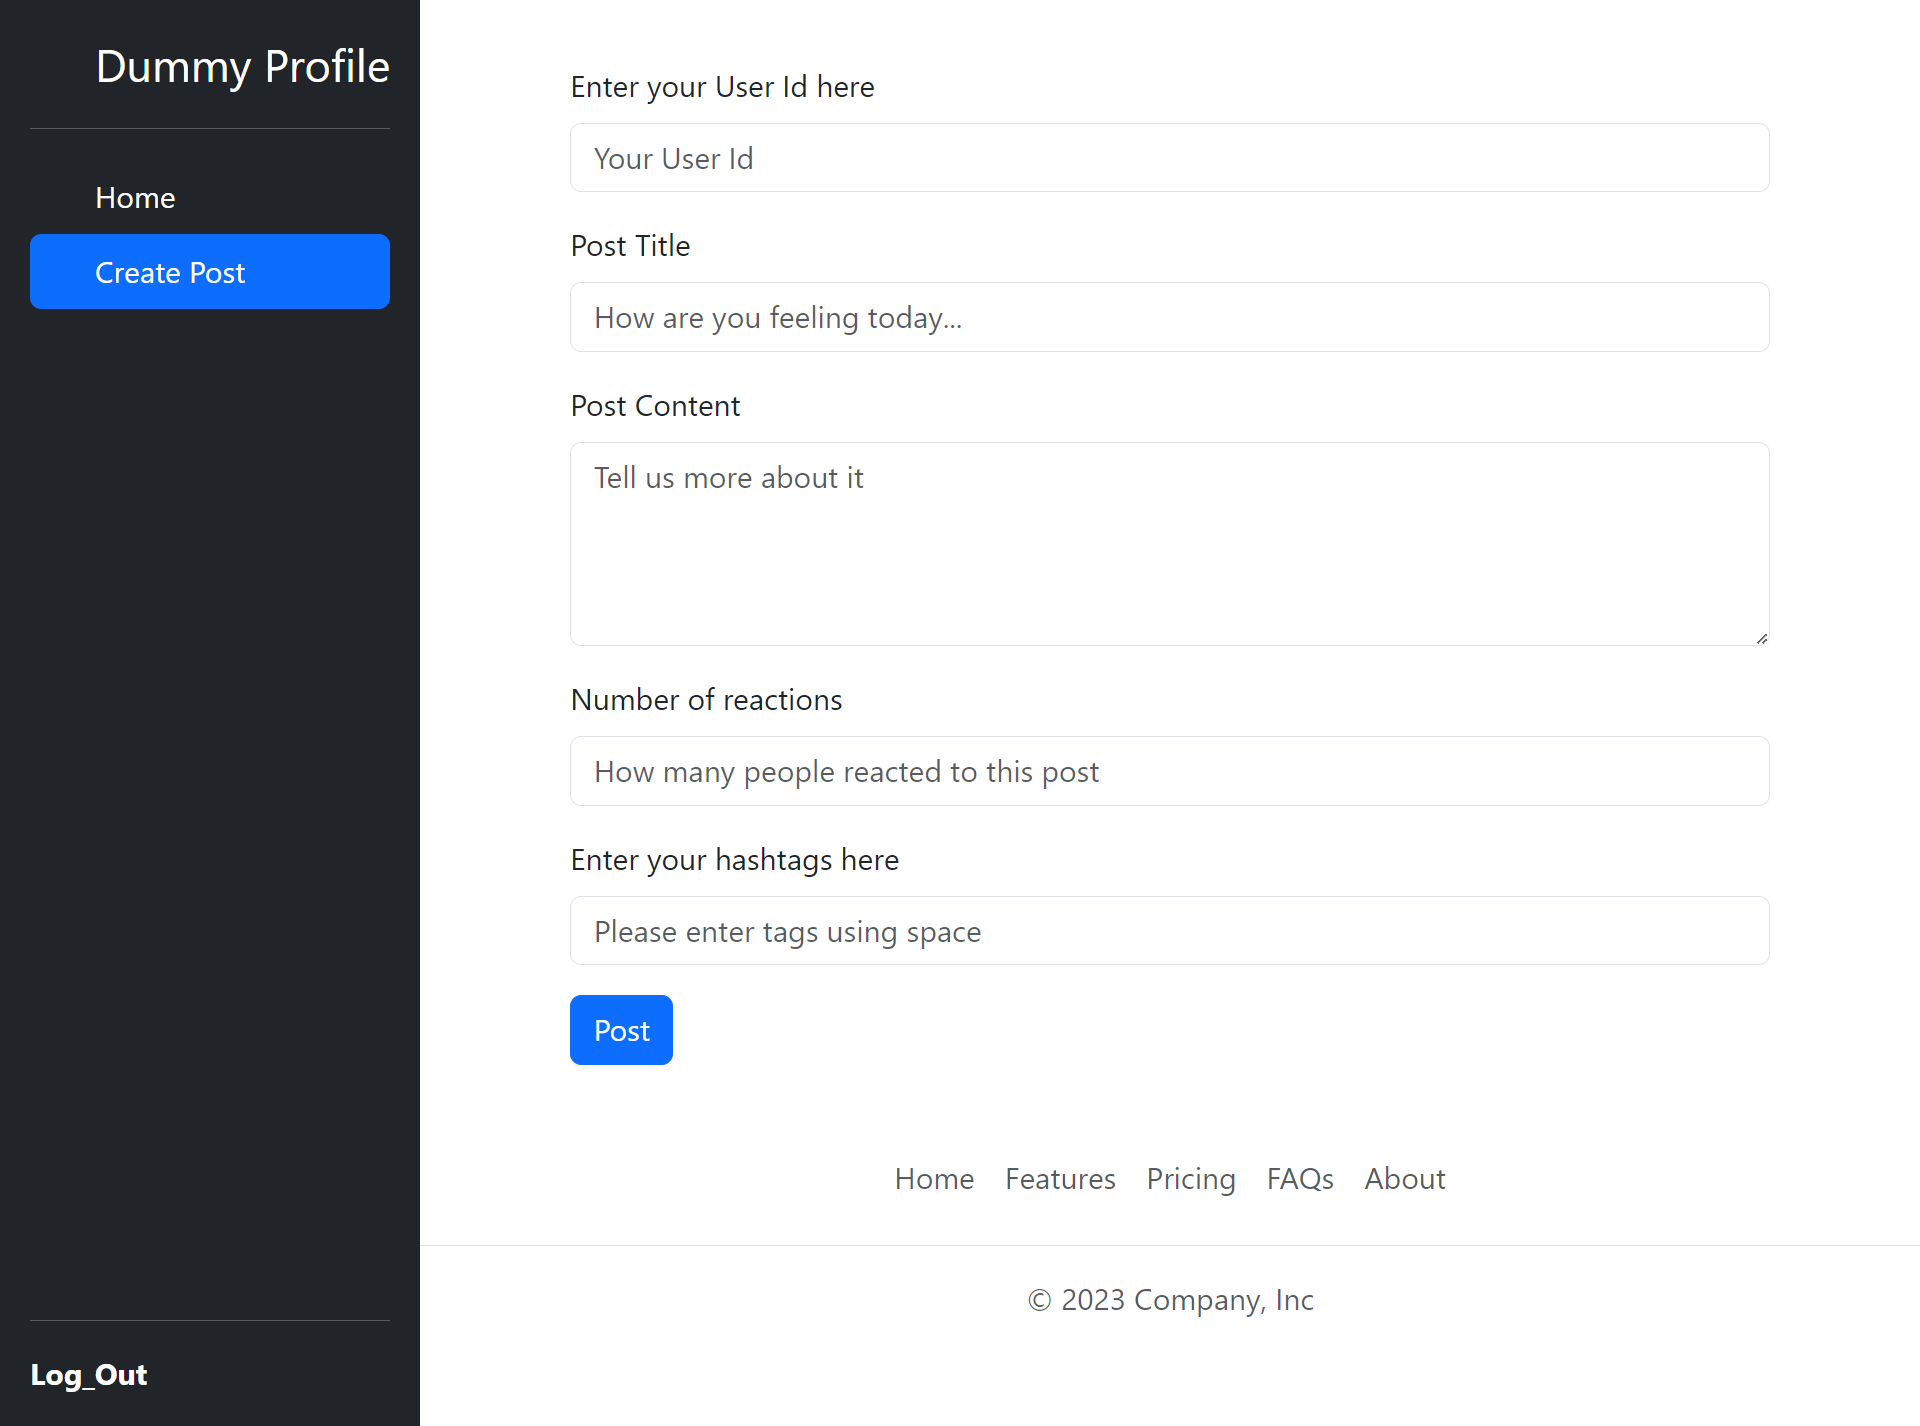 Dummy Profile
Home
Create Post
Log_Out
Enter your User Id here
Your User Id
Post Title
How are you feeling today...
Post Content
Tell us more about it
Number of reactions
How many people reacted to this post
Enter your hashtags here
Please enter tags using space
Post
Home Features Pricing FAQs About
© 2023 Company, Inc